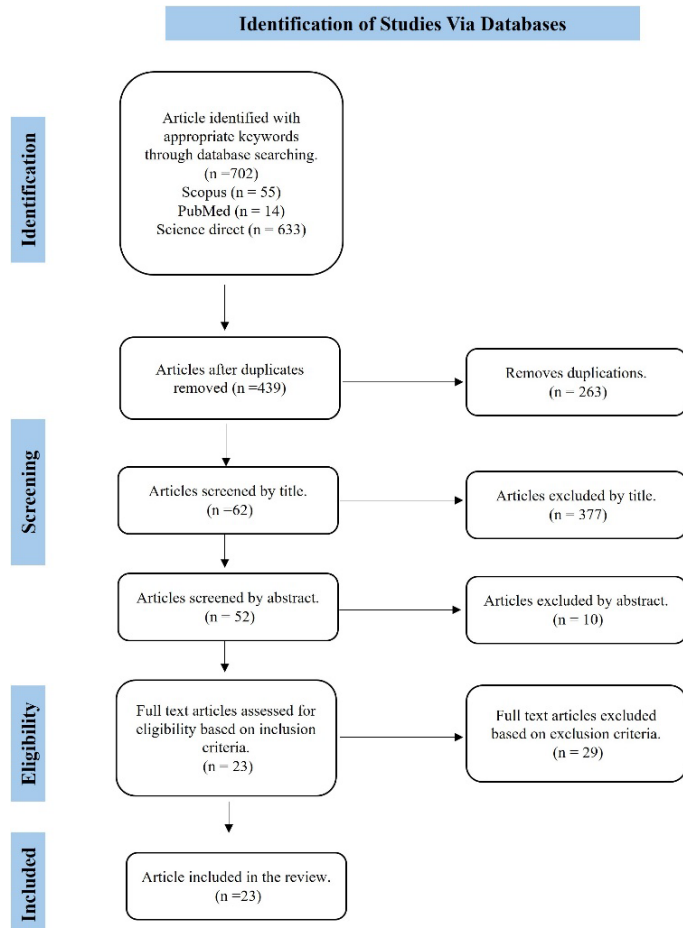 Identification of Studies Via Databases
Identification
Article identified with
appropriate keywords
through database searching.
(n =702)
Scopus (n = 55)
PubMed (n = 14)
Science direct (n = 633)
Screening
Articles after duplicates
removed (n =439)
Removes duplications.
(n = 263)
Articles screened by title.
(n =62)
Articles excluded by title.
(n = 377)
Articles screened by abstract.
(n = 52)
Articles excluded by abstract.
(n = 10)
Eligibility
Full text articles assessed for
eligibility based on inclusion
criteria.
(n = 23)
Full text articles excluded
based on exclusion criteria.
(n = 29)
Included
Article included in the review.
(n =23)